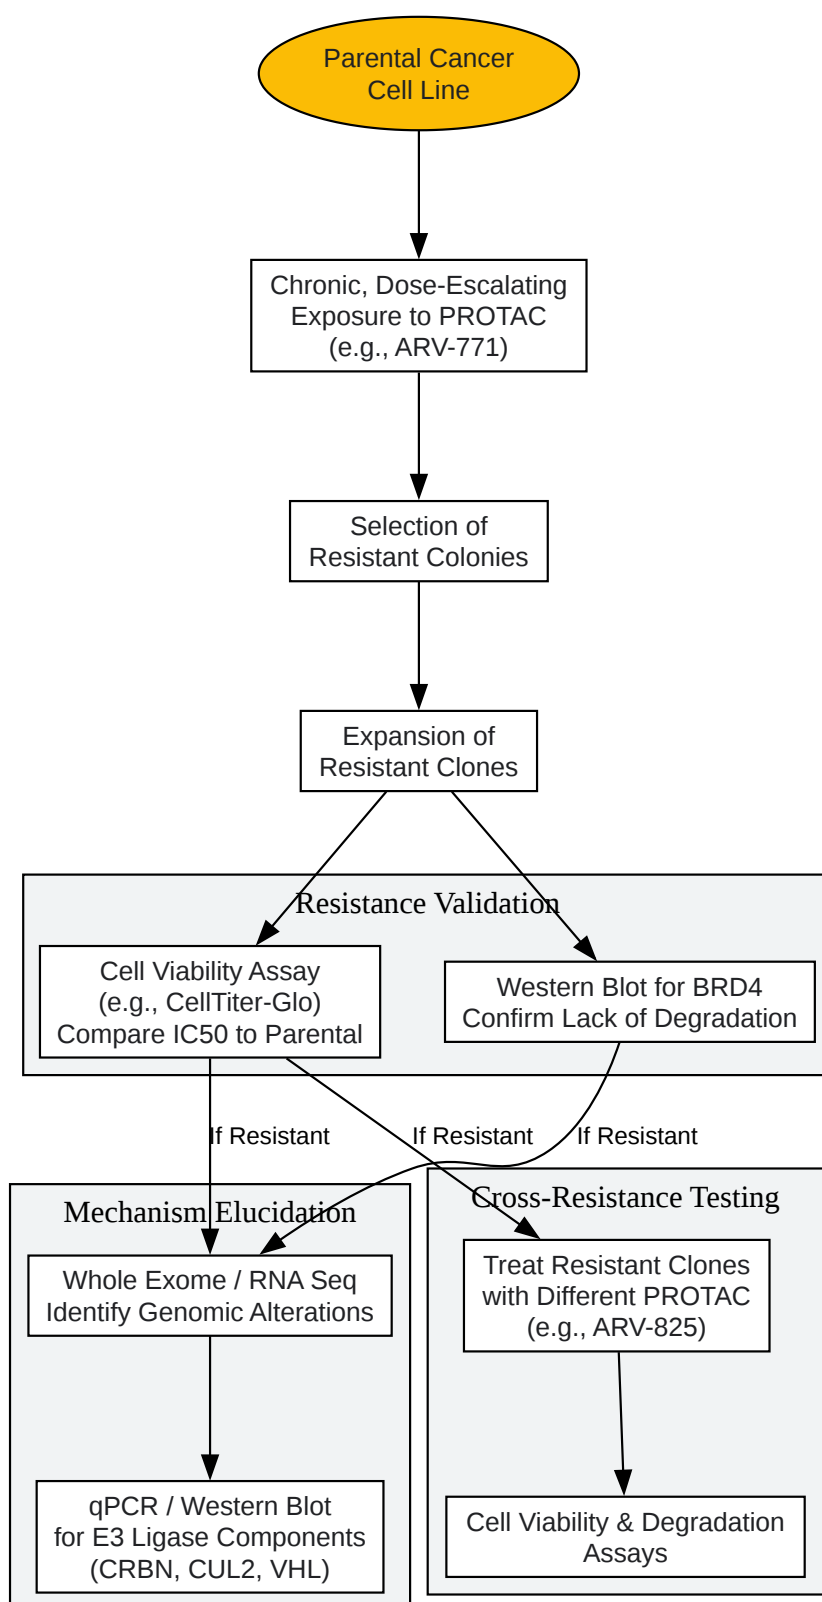 Parental Cancer
Cell Line
Chronic, Dose-Escalating
Exposure to PROTAC
(e.g., ARV-771)
Selection of
Resistant Colonies
Expansion of
Resistant Clones
Resistance Validation
Cell Viability Assay
(e.g., CellTiter-Glo)
Compare IC50 to Parental
Western Blot for BRD4
Confirm Lack of Degradation
If Resistant
If Resistant
If Resistant
Mechanism Elucidation
Whole Exome / RNA Seq
Identify Genomic Alterations
qPCR / Western Blot
for E3 Ligase Components
(CRBN, CUL2, VHL)
Cross-Resistance Testing
Treat Resistant Clones
with Different PROTAC
(e.g., ARV-825)
Cell Viability & Degradation
Assays